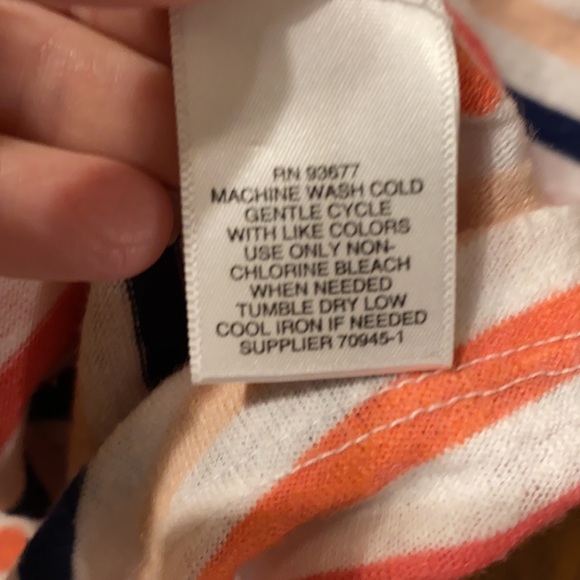 RN 93677
MACHINE WASH COLD
GENTLE CYCLE
WITH LIKE COLORS
USE ONLY NON-
CHLORINE BLEACH
WHEN NEEDED
TUMBLE DRY LOW
COOL IRON IF NEEDED
SUPPLIER 70945-1